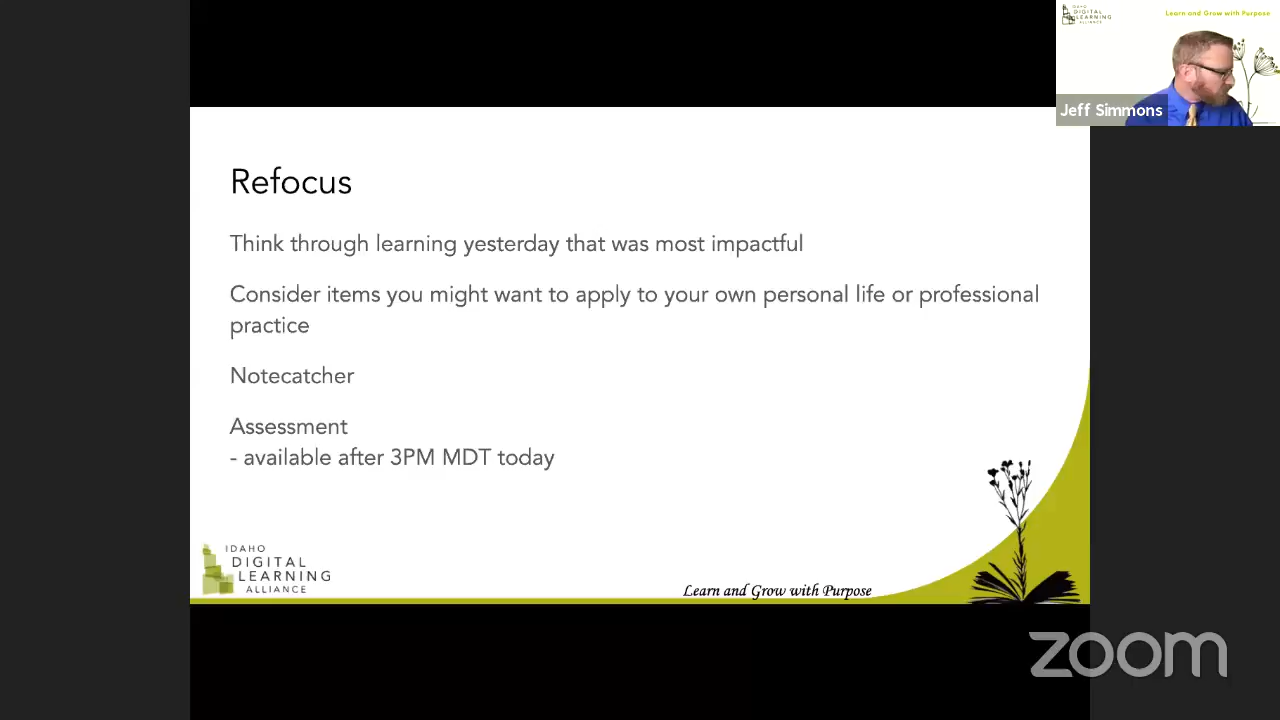 IDAHO
DIGITAL
LEARNING
ALLIANCE
Learn and Grow with Purpose
Jeff Simmons
Refocus
Think through learning yesterday that was most impactful
Consider items you might want to apply to your own personal life or professional
practice
Notecatcher
Assessment
- available after 3PM MDT today
IDAHO
DIGITAL
LEARNING
ALLIANCE
Learn and Grow with Purpose
zoom